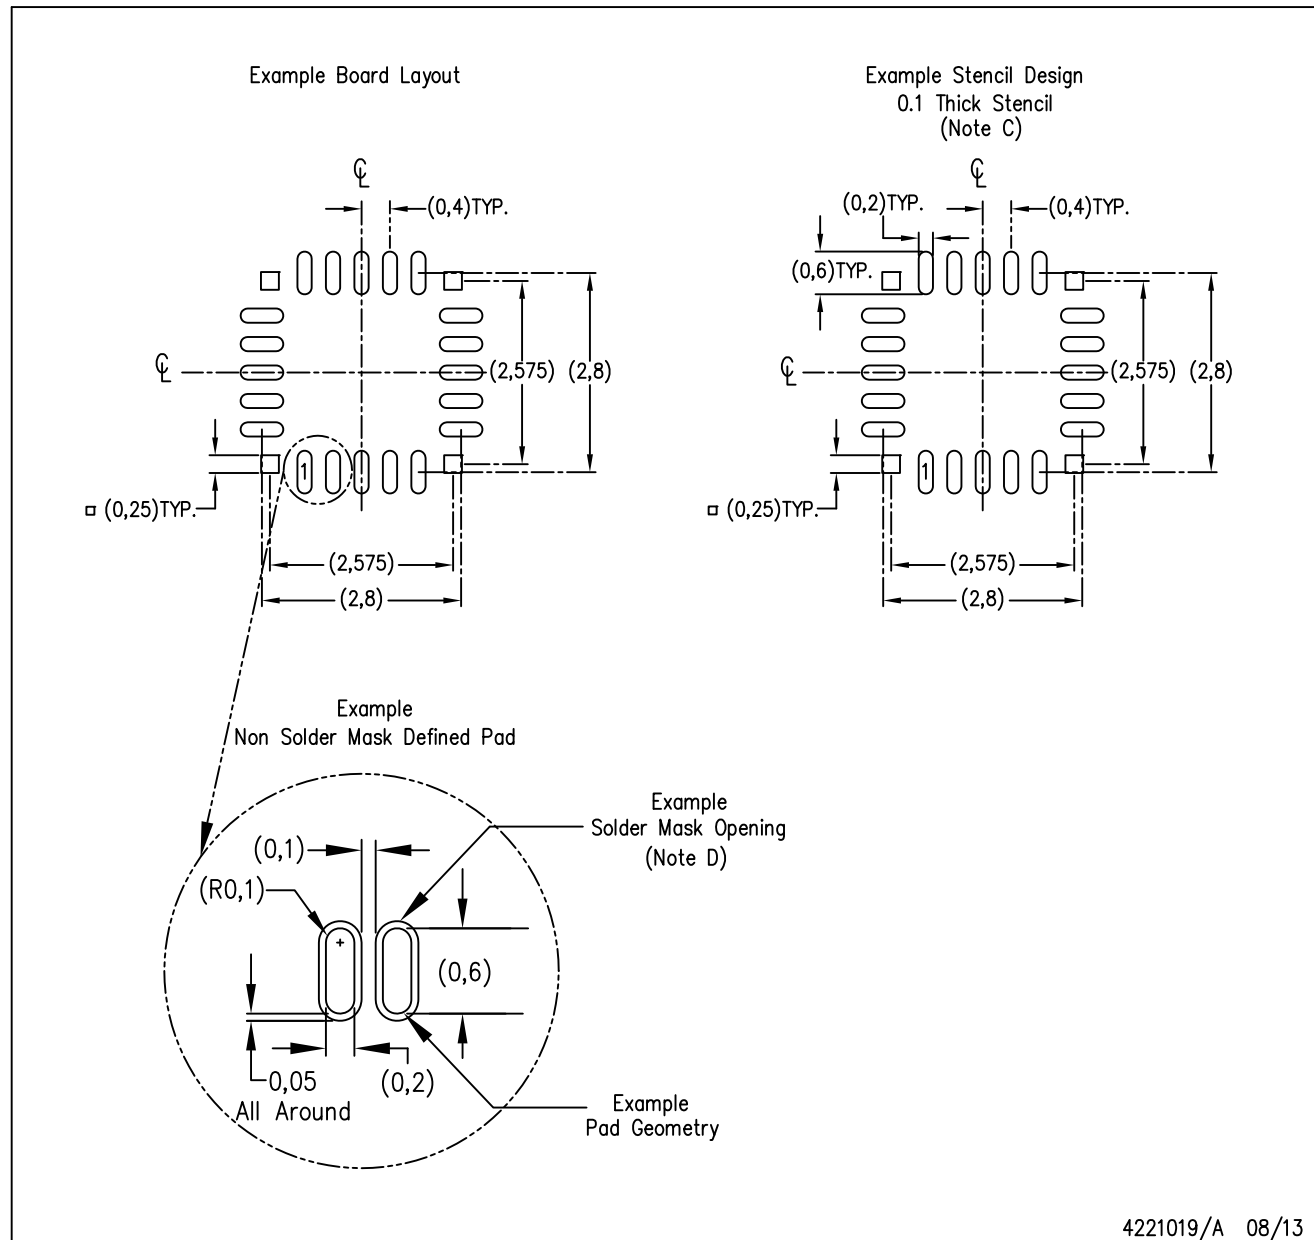 Example Board Layout
℄
(0,4)TYP.
℄
(2,575)
(2,8)
1
▫ (0,25)TYP.
(2,575)
(2,8)
Example Stencil Design
0.1 Thick Stencil
(Note C)
℄
(0,2)TYP.
(0,4)TYP.
(0,6)TYP.
℄
(2,575)
(2,8)
1
▫ (0,25)TYP.
(2,575)
(2,8)
Example
Non Solder Mask Defined Pad
Example
Solder Mask Opening
(Note D)
(0,1)
(R0,1)
(0,6)
0,05
All Around
(0,2)
Example
Pad Geometry
4221019/A 08/13